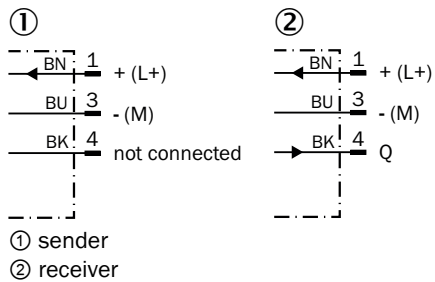 ① ②
BN 1 + (L+) BN 1 + (L+)
BU 3 - (M) BU 3 - (M)
BK 4 not connected BK 4 Q
① sender
② receiver